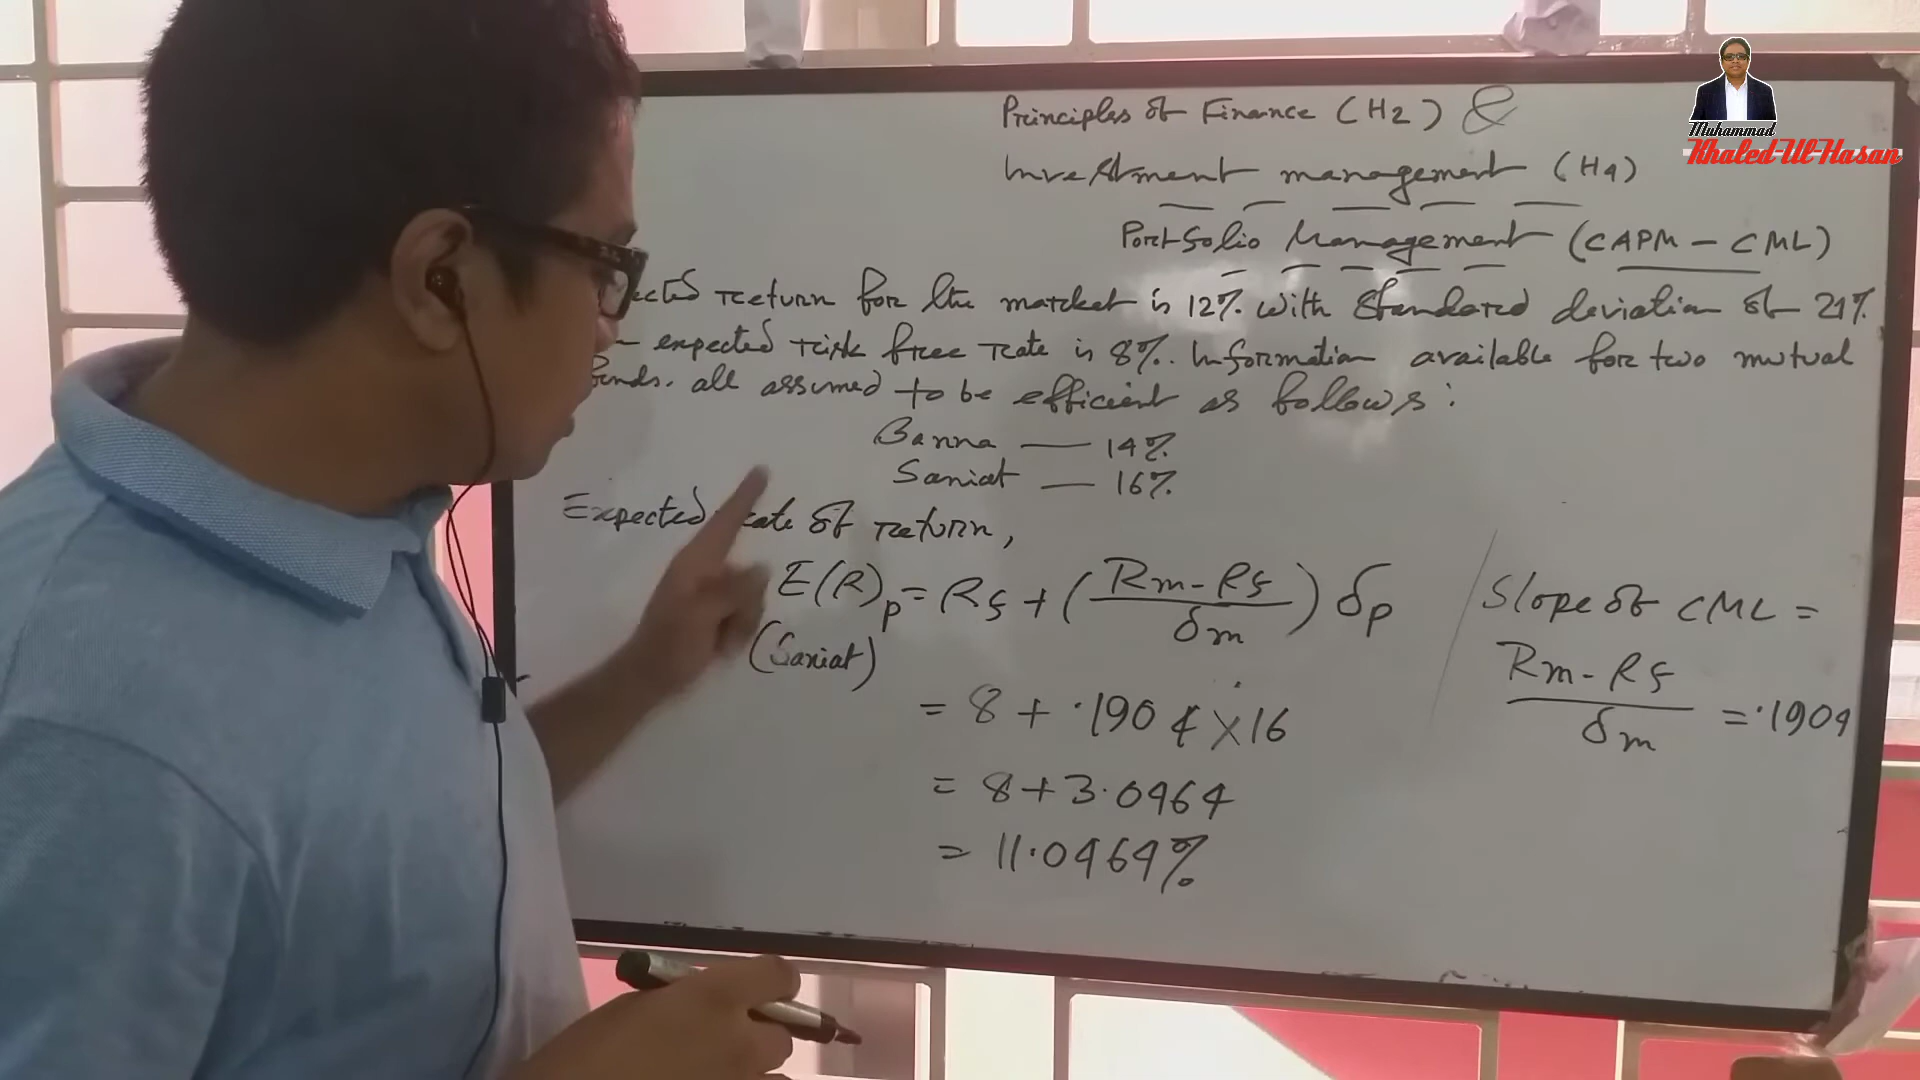 Principles of Finance (H2) &
Investment management (H4)
Portfolio Management (CAPM - CML)
ected return for the market is 12% with standard deviation of 21%
expected risk free rate is 8%. Information available for two mutual
funds. all assumed to be efficient as follows:
Banna — 14%
Saniat — 16%
Expected rate of return,
E(R)p = Rf + (Rm - Rf / δm) δp
(Saniat)
= 8 + .1904 × 16
= 8 + 3.0464
= 11.0464%
Slope of CML =
Rm - Rf / δm = .1904
Muhammad
Khaled-Ul-Hasan